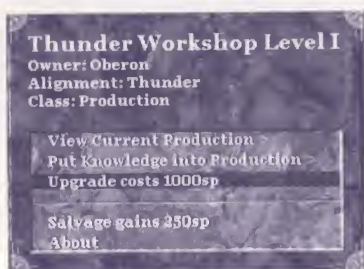 Thunder Workshop Level I
Owner: Oberon
Alignment: Thunder
Class: Production
View Current Production >
Put Knowledge into Production >
Upgrade costs 1000sp
Salvage gains 250sp
About